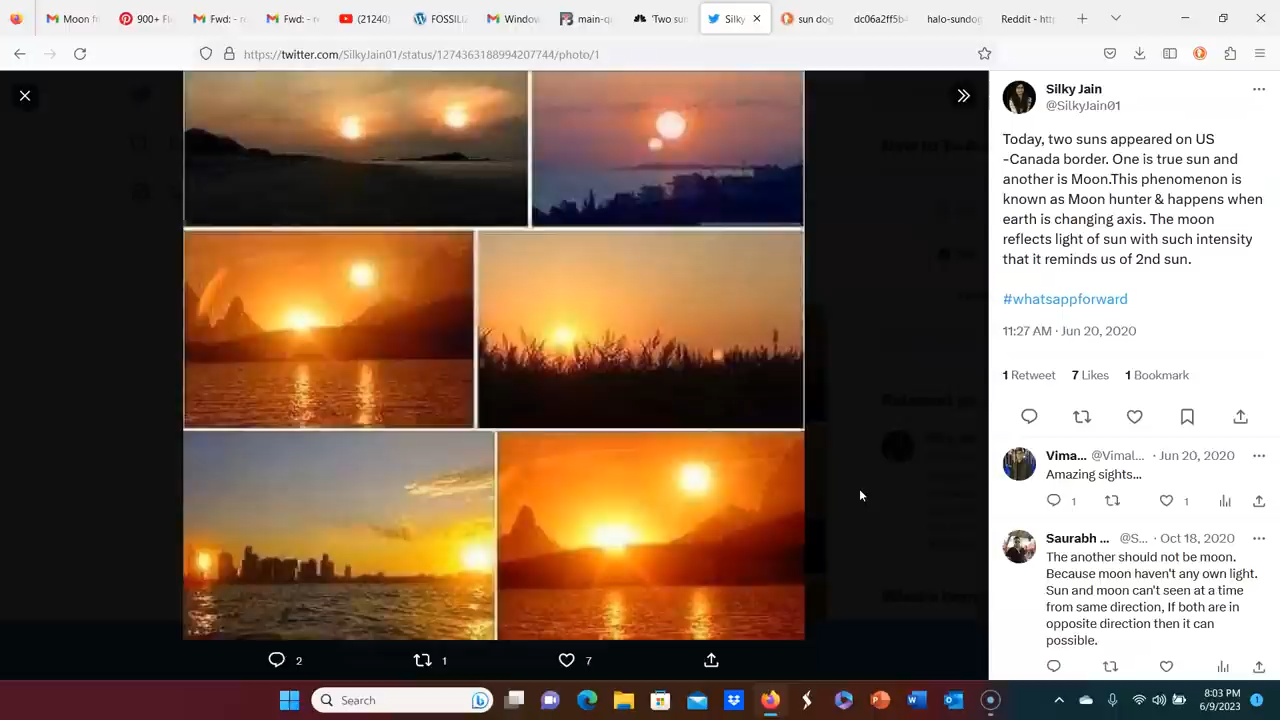 Moon f
900+ Fi
Fwd: - r
Fwd: - r
(21240)
FOSSILI
Window
main-q
'Two su
Silky
sun dog
dc06a2ff5b4
halo-sundog
Reddit - htt
https://twitter.com/SilkyJain01/status/1274363188994207744/photo/1
Silky Jain
@SilkyJain01
Today, two suns appeared on US
-Canada border. One is true sun and
another is Moon.This phenomenon is
known as Moon hunter & happens when
earth is changing axis. The moon
reflects light of sun with such intensity
that it reminds us of 2nd sun.
#whatsappforward
11:27 AM · Jun 20, 2020
1 Retweet 7 Likes 1 Bookmark
Vima... @Vimal... · Jun 20, 2020
Amazing sights...
1 1
Saurabh ... @S... · Oct 18, 2020
The another should not be moon.
Because moon haven't any own light.
Sun and moon can't seen at a time
from same direction, If both are in
opposite direction then it can
possible.
2 1 7
Search
8:03 PM
6/9/2023
1